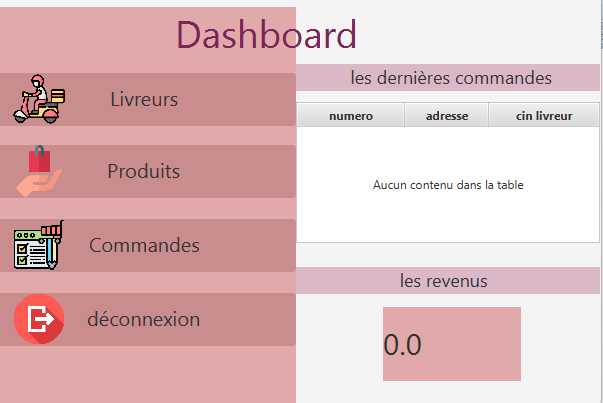 Dashboard
Livreurs
Produits
Commandes
déconnexion
les dernières commandes
numero adresse cin livreur
Aucun contenu dans la table
les revenus
0.0